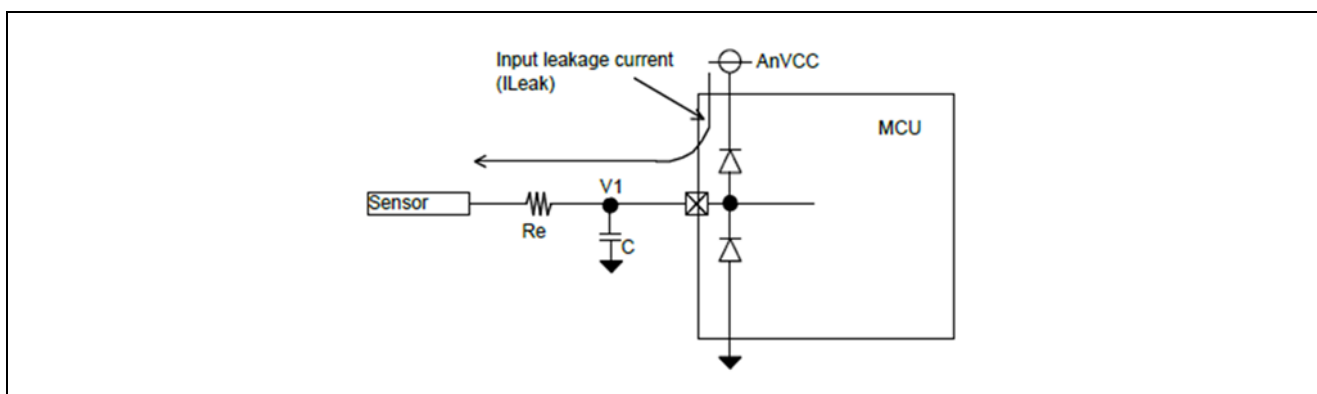 Input leakage current
(ILeak)
AnVCC
MCU
V1
Sensor
Re
C